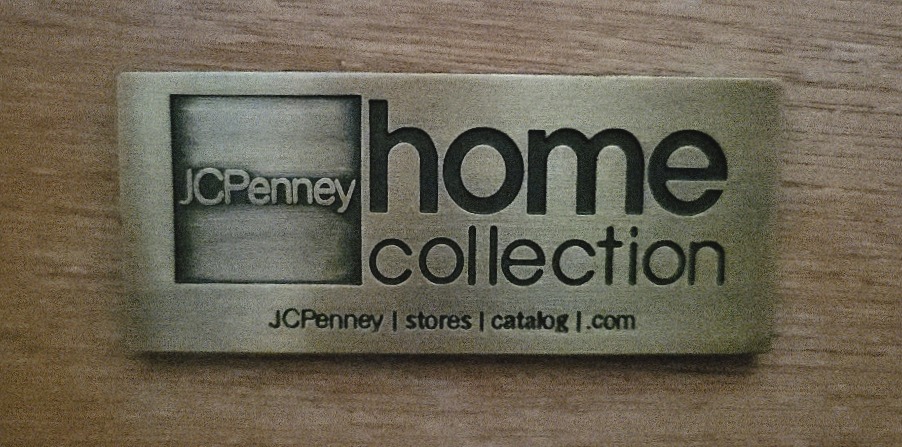 JCPenney
home
collection
JCPenney | stores | catalog | .com